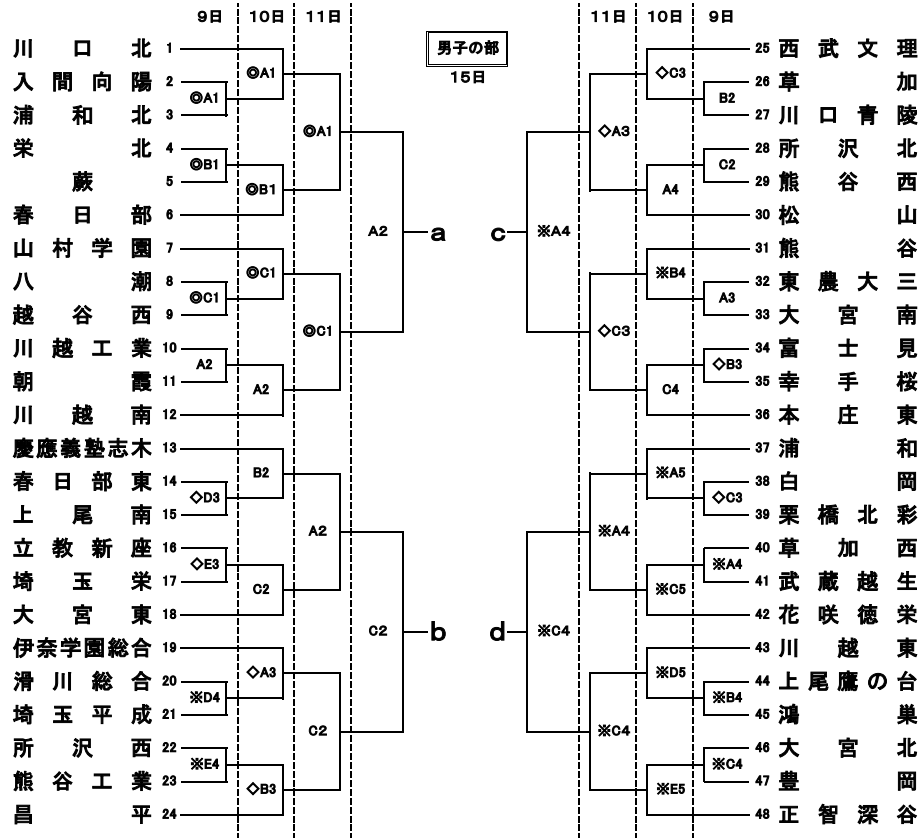 9日 10日 11日 11日 10日 9日
男子の部
15日
川口北 1
入間向陽 2
浦和北 3
栄北 4
蕨 5
春日部 6
山村学園 7
八潮 8
越谷西 9
川越工業 10
朝霞 11
川越南 12
慶應義塾志木 13
春日部東 14
上尾南 15
立教新座 16
埼玉栄 17
大宮東 18
伊奈学園総合 19
滑川総合 20
埼玉平成 21
所沢西 22
熊谷工業 23
昌平 24
◎A1
◎B1
◎C1
A2
◇D3
◇E3
※D4
※E4
◎A1
◎B1
◎C1
A2
B2
C2
◇A3
◇B3
◎A1
◎C1
A2
C2
A2
C2
a
b
c
d
※A4
※C4
◇A3
◇C3
※A4
※C4
◇C3
A4
※B4
C4
※A5
※C5
※D5
※E5
B2
C2
A3
◇B3
◇C3
※A4
※B4
※C4
25 西武文理
26 草加
27 川口青陵
28 所沢北
29 熊谷西
30 松山
31 熊谷
32 東農大三
33 大宮南
34 富士見
35 幸手桜
36 本庄東
37 浦和
38 白岡
39 栗橋北彩
40 草加西
41 武蔵越生
42 花咲徳栄
43 川越東
44 上尾鷹の台
45 鴻巣
46 大宮北
47 豊岡
48 正智深谷